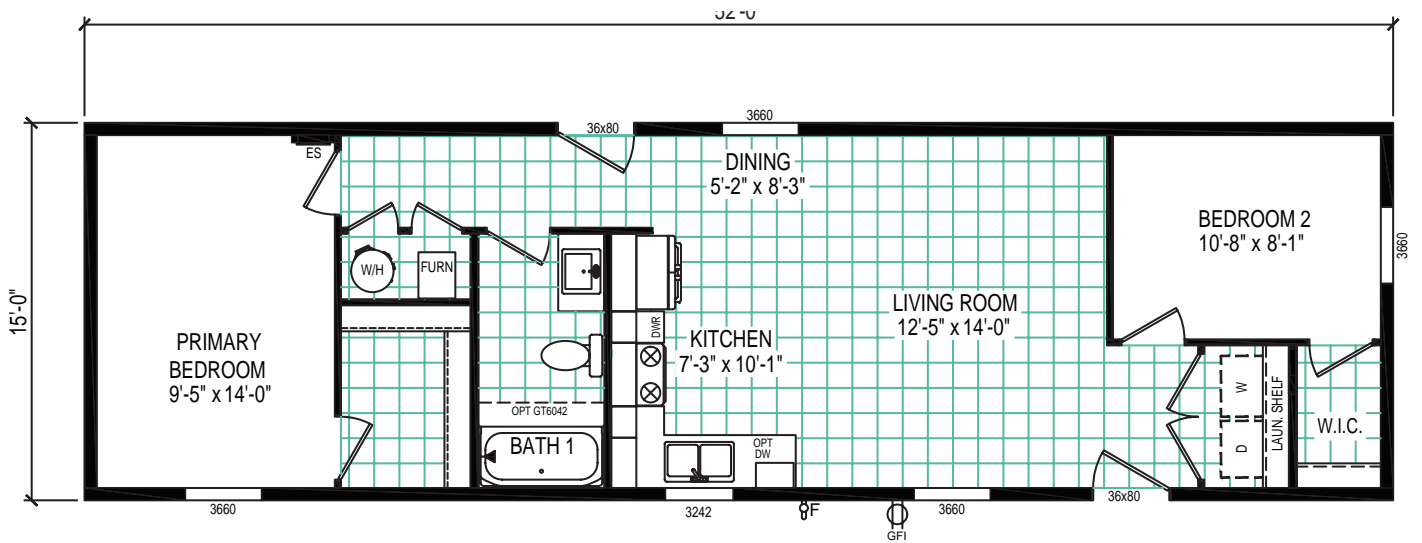 52'-0"
36x80
3660
ES
DINING
5'-2" x 8'-3"
BEDROOM 2
10'-8" x 8'-1"
3660
W/H
FURN
15'-0"
LIVING ROOM
12'-5" x 14'-0"
PRIMARY
BEDROOM
9'-5" x 14'-0"
DWR
KITCHEN
7'-3" x 10'-1"
OPT GT6042
BATH 1
OPT
DW
W
D
LAUN. SHELF
W.I.C.
3660
3242
F
GFI
3660
36x80